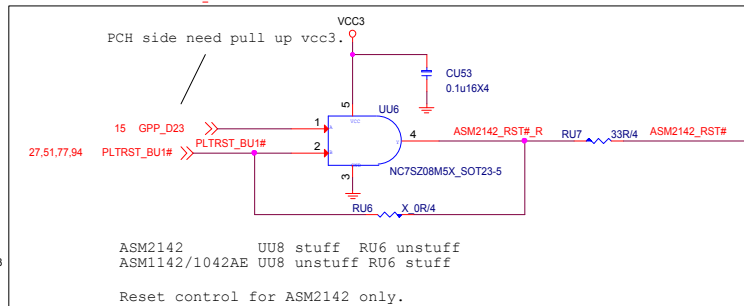 PCH side need pull up vcc3.
VCC3
CU53
0.1u16X4
5
UU6
VCC
15 GPP_D23
1
A
4
Y
ASM2142_RST#_R
RU7
33R/4
ASM2142_RST#
27,51,77,94 PLTRST_BU1#
PLTRST_BU1#
2
B
GND
3
NC7SZ08M5X_SOT23-5
RU6
X_0R/4
ASM2142 UU8 stuff RU6 unstuff
ASM1142/1042AE UU8 unstuff RU6 stuff
Reset control for ASM2142 only.